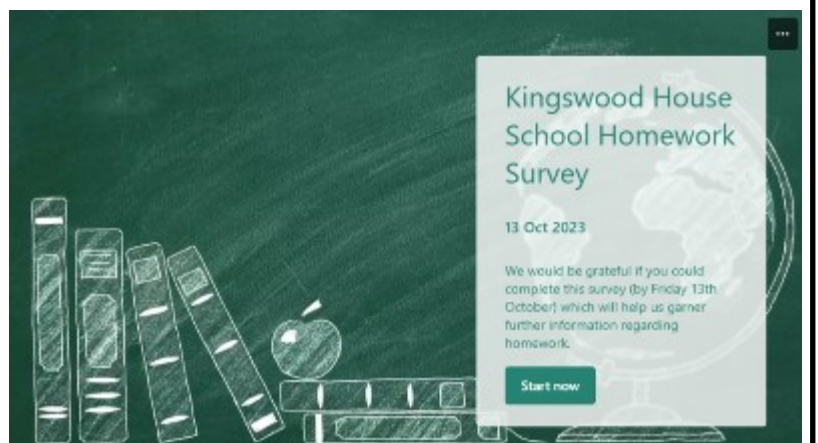 Kingswood House
School Homework
Survey
13 Oct 2023
We would be grateful if you could
complete this survey (by Friday 13th
October) which will help us garner
further information regarding
homework.
Start now